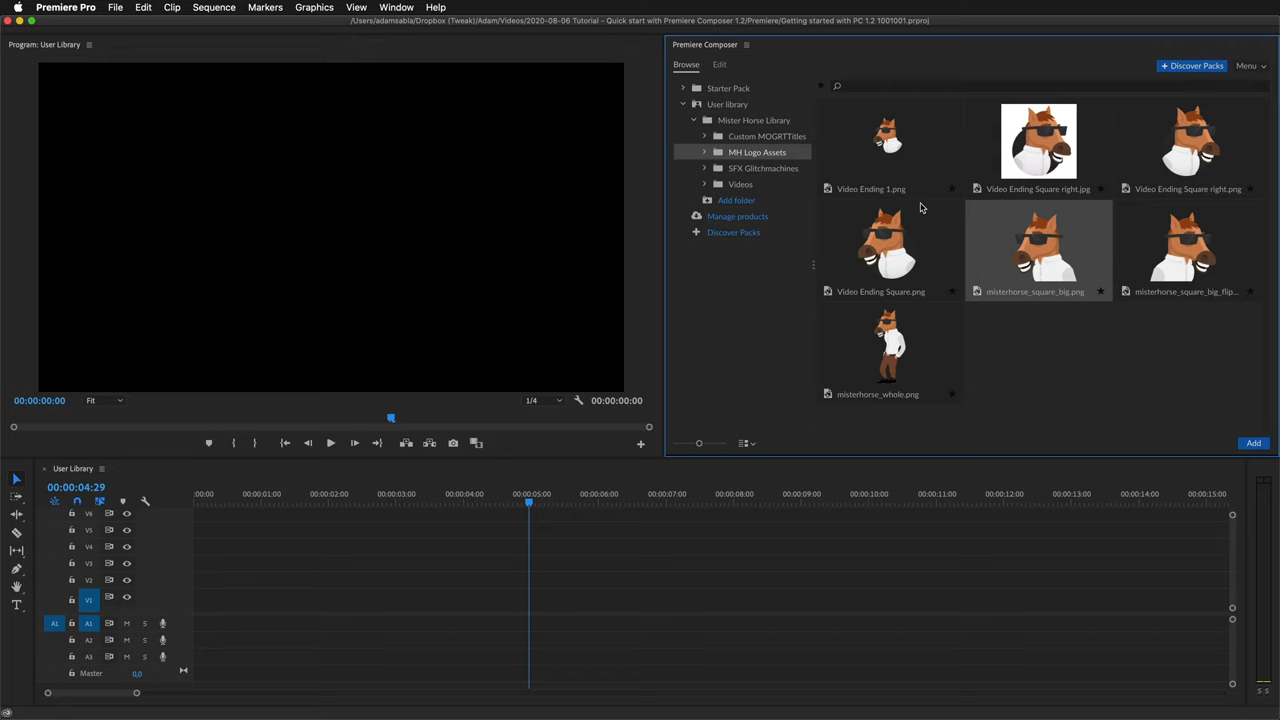 Premiere Pro File Edit Clip Sequence Markers Graphics View Window Help
/Users/adamsabla/Dropbox (Tweak)/Adam/Videos/2020-08-06 Tutorial - Quick start with Premiere Composer 1.2/Premiere/Getting started with PC 1.2 1001001.prproj
Program: User Library
00:00:00:00
Fit
1/4
00:00:00:00
Premiere Composer
Browse
Edit
+ Discover Packs
Menu
Starter Pack
User library
Mister Horse Library
Custom MOGRTTitles
MH Logo Assets
SFX Glitchmachines
Videos
Add folder
Manage products
Discover Packs
Video Ending 1.png
Video Ending Square right.jpg
Video Ending Square right.png
Video Ending Square.png
misterhorse_square_big.png
misterhorse_square_big_flip...
misterhorse_whole.png
Add
User Library
00:00:04:29
:00:00 00:00:01:00 00:00:02:00 00:00:03:00 00:00:04:00 00:00:05:00 00:00:06:00 00:00:07:00 00:00:08:00 00:00:09:00 00:00:10:00 00:00:11:00 00:00:12:00 00:00:13:00 00:00:14:00 00:00:15:00
V6
V5
V4
V3
V2
V1
A1 A1 M S
A2 M S
A3 M S
Master 0,0
S S